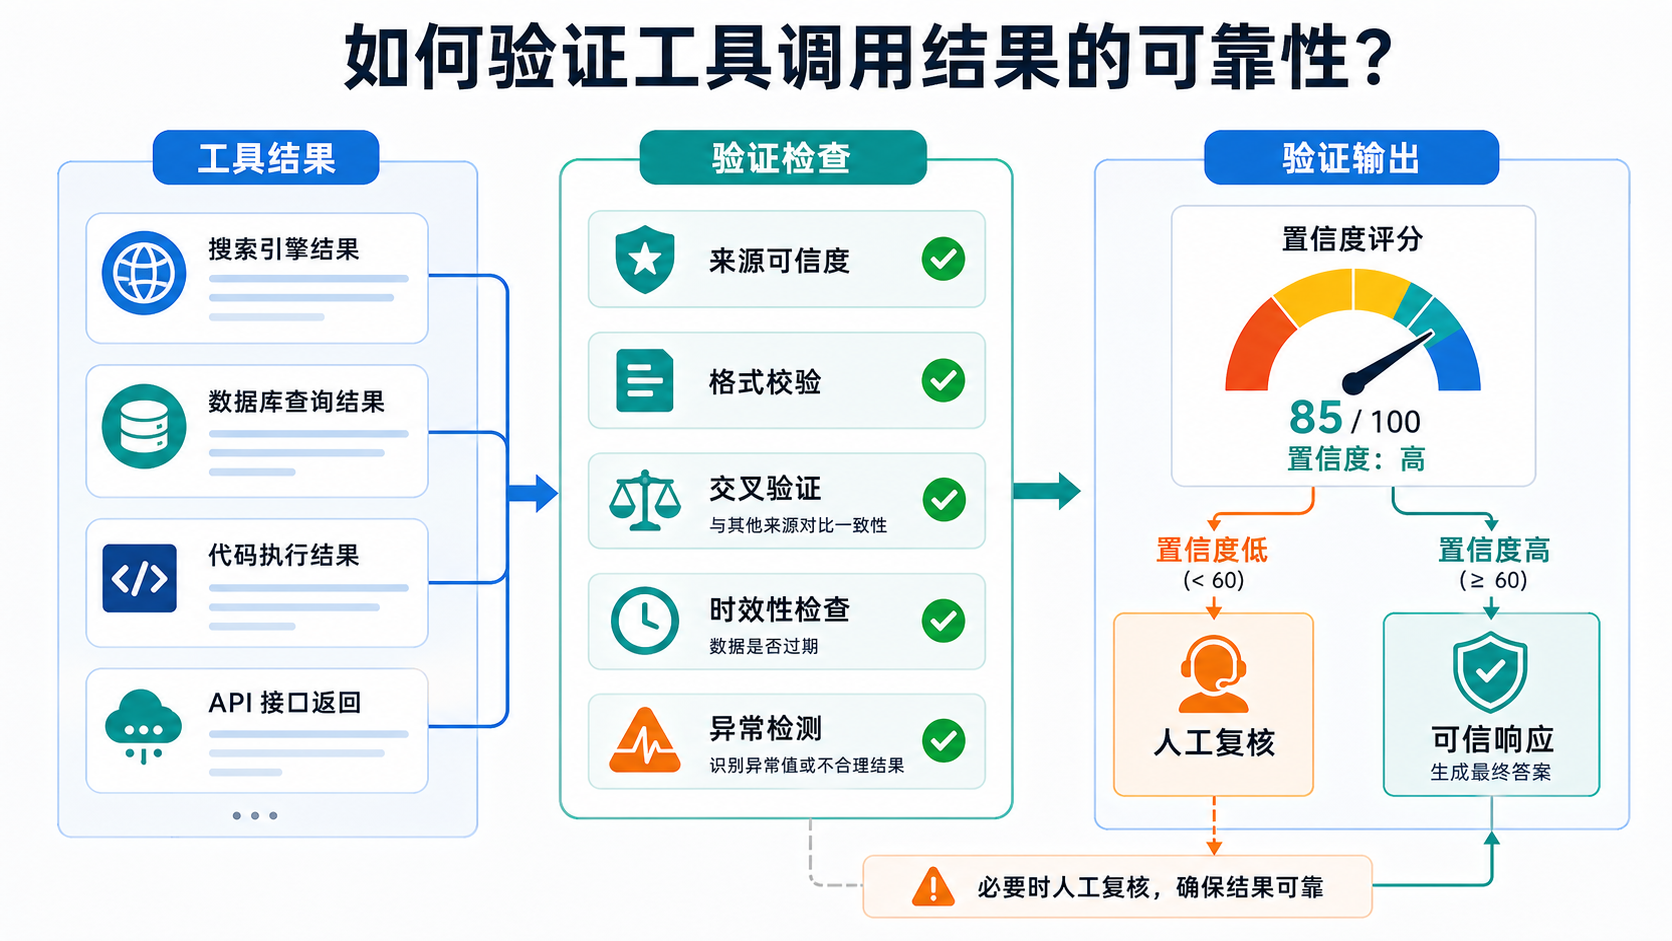 如何验证工具调用结果的可靠性？
工具结果
搜索引擎结果
数据库查询结果
</>
代码执行结果
API 接口返回
验证检查
来源可信度
格式校验
交叉验证
与其他来源对比一致性
时效性检查
数据是否过期
异常检测
识别异常值或不合理结果
验证输出
置信度评分
85 / 100
置信度：高
置信度低
(< 60)
人工复核
置信度高
(≥ 60)
可信响应
生成最终答案
必要时人工复核，确保结果可靠